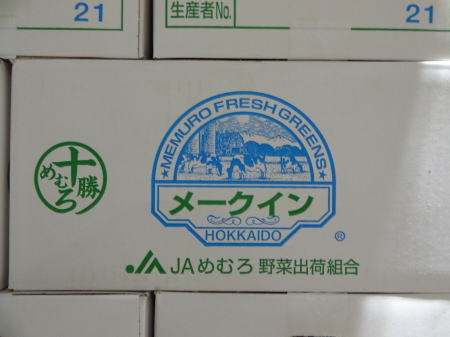 21
生産者No.
21
★MEMURO FRESH GREENS★
十勝
めむろ
メークイン
HOKKAIDO
®
JA JAめむろ 野菜出荷組合